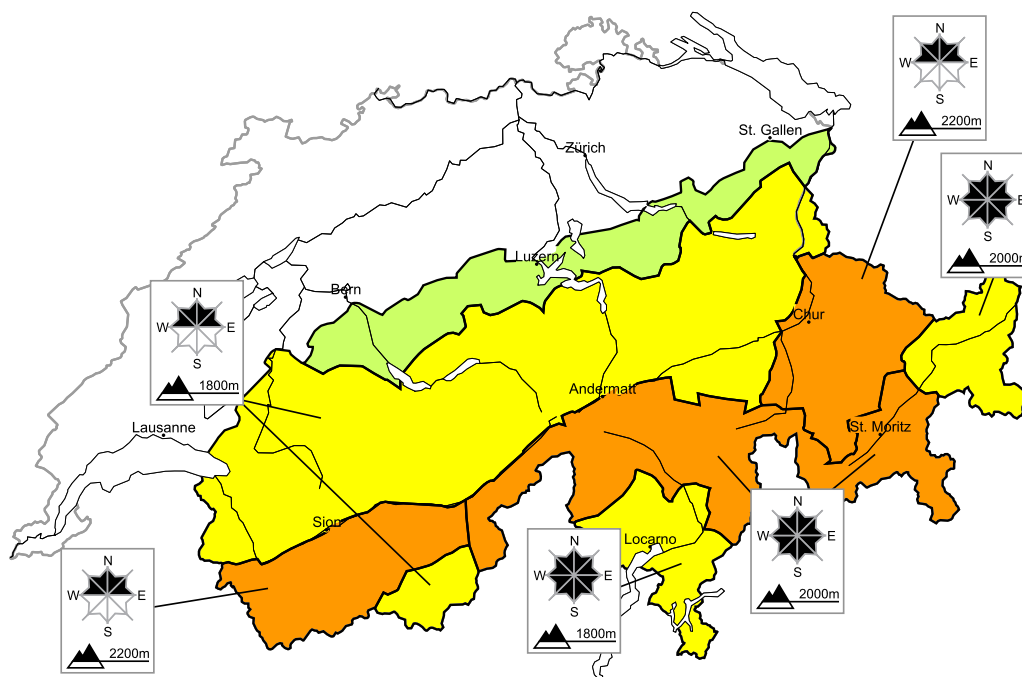 N
W E
S
2200m
St. Gallen
Zürich
N
W E
S
2000m
Luzern
Bern
N
W E
S
1800m
Chur
Andermatt
Lausanne
St. Moritz
Sion
N
W E
S
2000m
Locarno
N
W E
S
1800m
N
W E
S
2200m